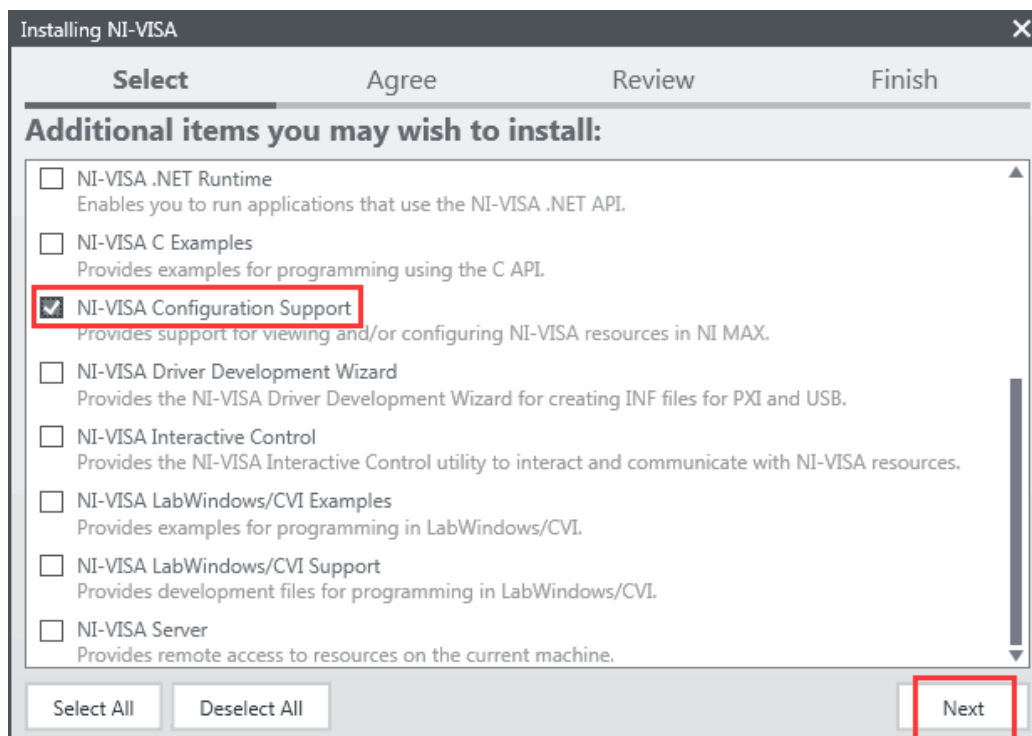 Installing NI-VISA
Select Agree Review Finish
Additional items you may wish to install:
NI-VISA .NET Runtime
Enables you to run applications that use the NI-VISA .NET API.
NI-VISA C Examples
Provides examples for programming using the C API.
NI-VISA Configuration Support
Provides support for viewing and/or configuring NI-VISA resources in NI MAX.
NI-VISA Driver Development Wizard
Provides the NI-VISA Driver Development Wizard for creating INF files for PXI and USB.
NI-VISA Interactive Control
Provides the NI-VISA Interactive Control utility to interact and communicate with NI-VISA resources.
NI-VISA LabWindows/CVI Examples
Provides examples for programming in LabWindows/CVI.
NI-VISA LabWindows/CVI Support
Provides development files for programming in LabWindows/CVI.
NI-VISA Server
Provides remote access to resources on the current machine.
Select All Deselect All Next